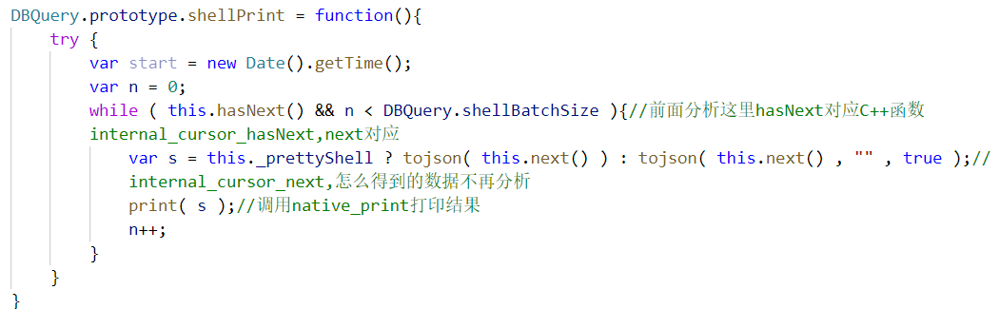 DBQuery.prototype.shellPrint = function(){
    try {
        var start = new Date().getTime();
        var n = 0;
        while ( this.hasNext() && n < DBQuery.shellBatchSize ){//前面分析这里hasNext对应C++函数
        internal_cursor_hasNext,next对应
            var s = this._prettyShell ? tojson( this.next() ) : tojson( this.next() , "" , true );//
            internal_cursor_next,怎么得到的数据不再分析
            print( s );//调用native_print打印结果
            n++;
        }
    }
}